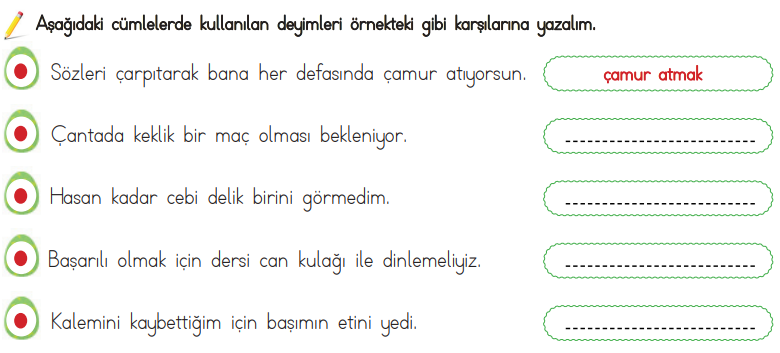 Aşağıdaki cümlelerde kullanılan deyimleri örnekteki gibi karşılarına yazalım.
Sözleri çarpıtarak bana her defasında çamur atıyorsun. çamur atmak
Çantada keklik bir maç olması bekleniyor.
Hasan kadar cebi delik birini görmedim.
Başarılı olmak için dersi can kulağı ile dinlemeliyiz.
Kalemini kaybettiğim için başımın etini yedi.